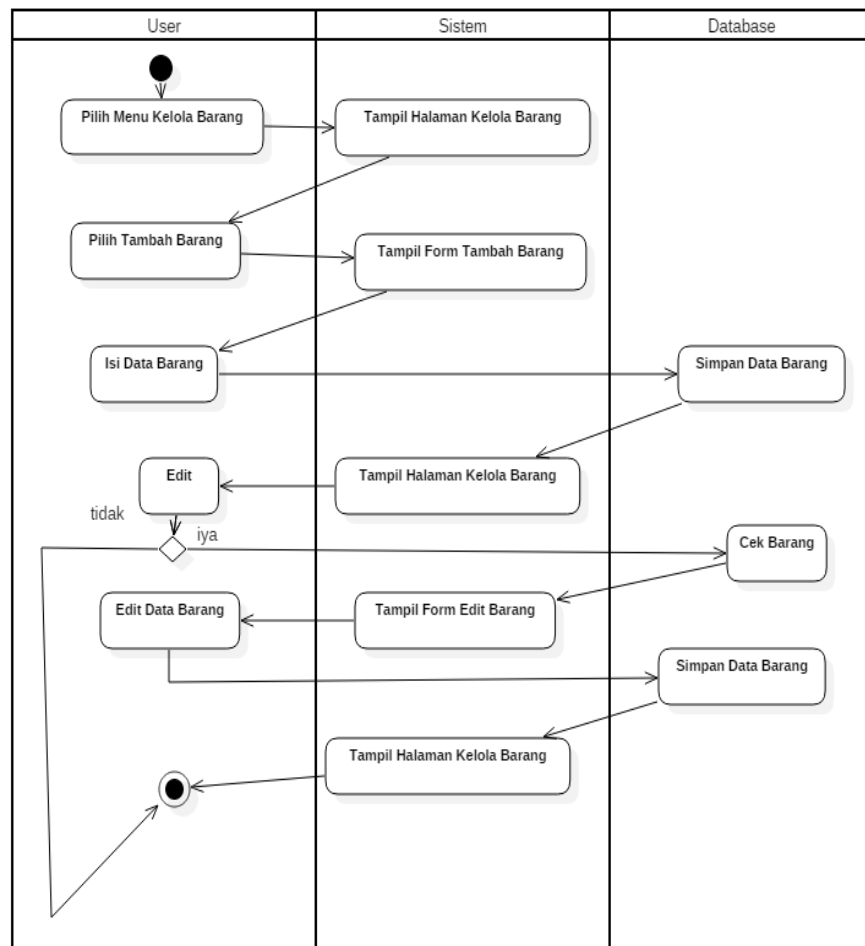 User
Sistem
Database
Pilih Menu Kelola Barang
Tampil Halaman Kelola Barang
Pilih Tambah Barang
Tampil Form Tambah Barang
Isi Data Barang
Simpan Data Barang
Tampil Halaman Kelola Barang
Edit
tidak
iya
Cek Barang
Tampil Form Edit Barang
Edit Data Barang
Simpan Data Barang
Tampil Halaman Kelola Barang